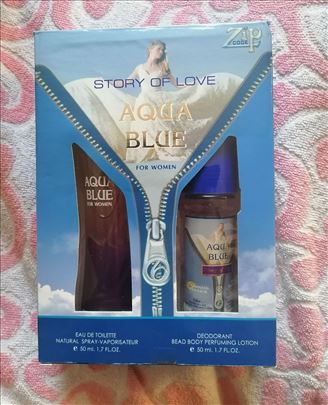 Zip
code
STORY OF LOVE
AQUA
BLUE
FOR WOMEN
AQUA
BLUE
FOR WOMEN
AQUA
BLUE
EAU DE TOILETTE
NATURAL SPRAY-VAPORISATEUR
e 50 ml. 1.7 FL.OZ.
DEODORANT
BEAD BODY PERFUMING LOTION
e 50 ml. 1.7 FL.OZ.